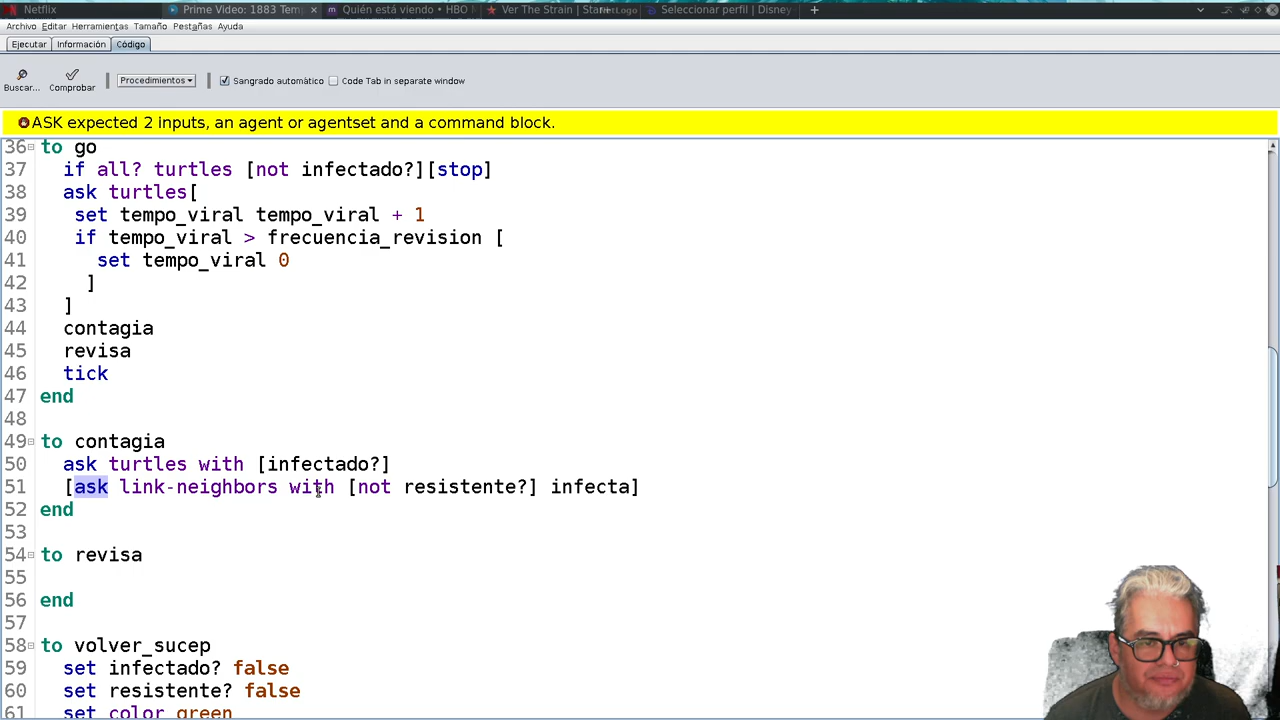 Netflix
Prime Video: 1883 Tem
Quién está viendo • HBO
Ver The Strain | Star+
NetLogo
Seleccionar perfil | Disney
Archivo Editar Herramientas Tamaño Pestañas Ayuda
Ejecutar Información Código
Buscar... Comprobar Procedimientos Sangrado automático Code Tab in separate window
ASK expected 2 inputs, an agent or agentset and a command block.
36 to go
37 if all? turtles [not infectado?][stop]
38 ask turtles[
39 set tempo_viral tempo_viral + 1
40 if tempo_viral > frecuencia_revision [
41 set tempo_viral 0
42 ]
43 ]
44 contagia
45 revisa
46 tick
47 end
48
49 to contagia
50 ask turtles with [infectado?]
51 [ask link-neighbors with [not resistente?] infecta]
52 end
53
54 to revisa
55
56 end
57
58 to volver_sucep
59 set infectado? false
60 set resistente? false
61 set color green